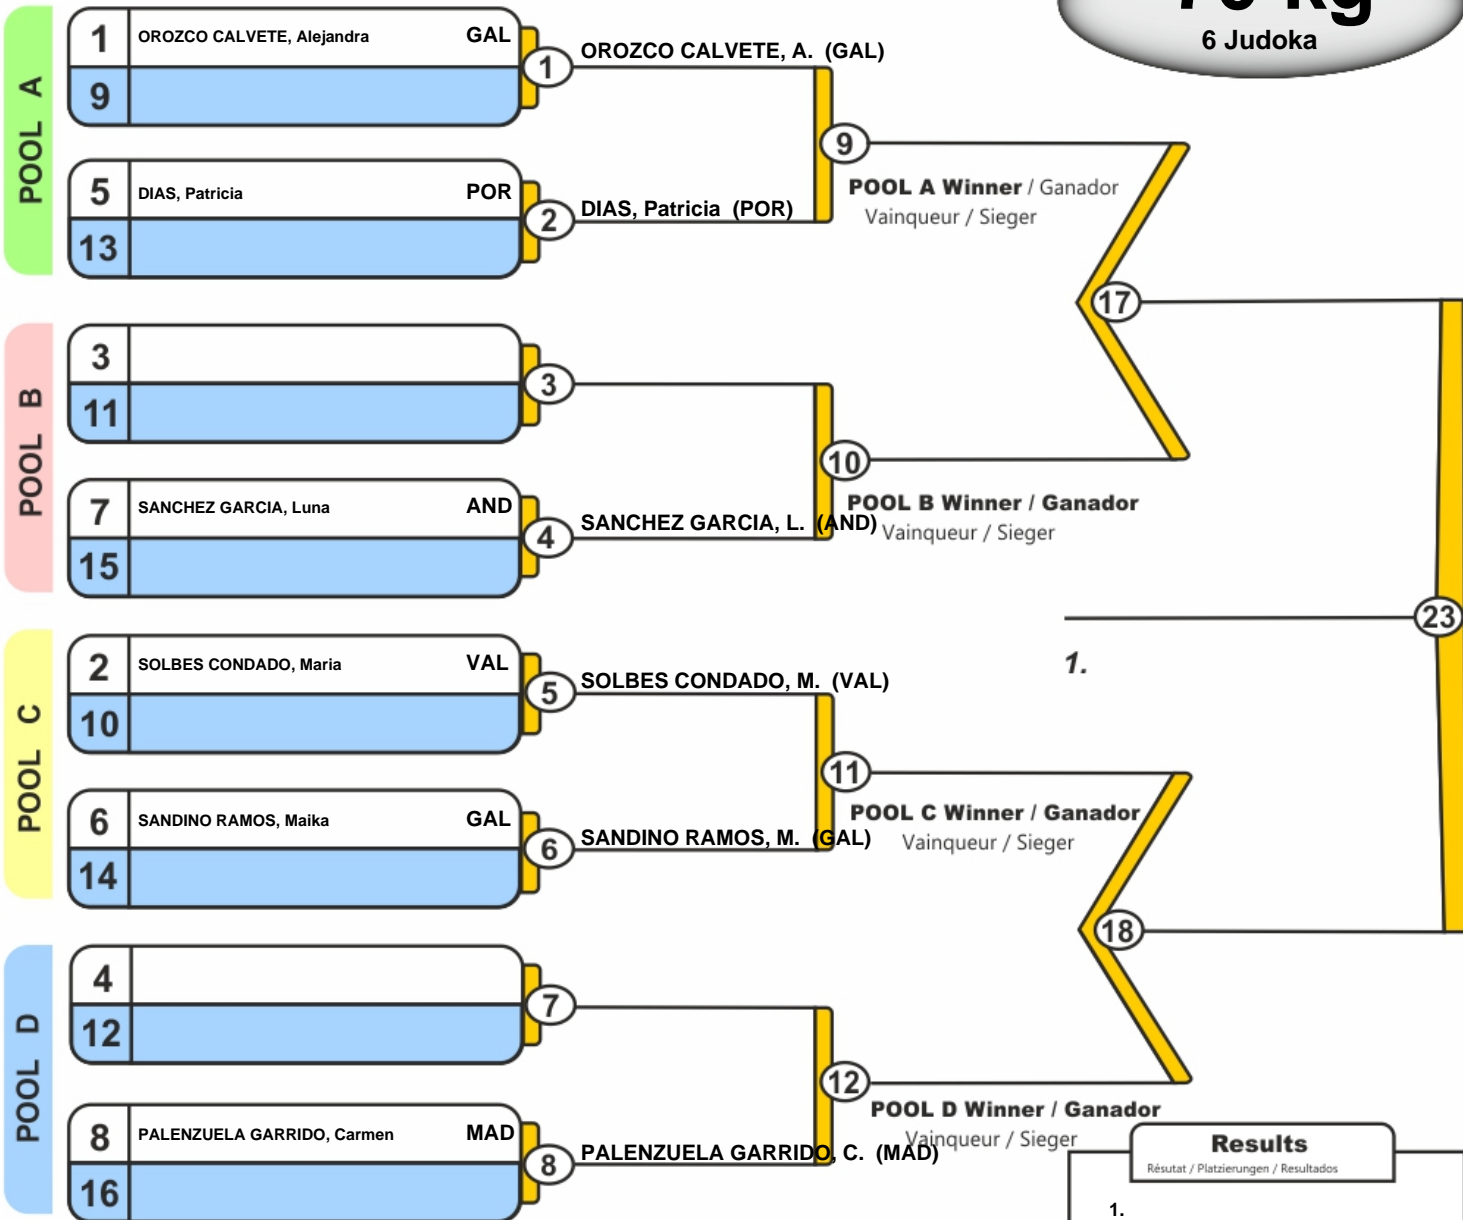 70 kg
6 Judoka
POOL A
1 OROZCO CALVETE, Alejandra GAL
9
1 OROZCO CALVETE, A. (GAL)
5 DIAS, Patricia POR
13
2 DIAS, Patricia (POR)
9
POOL A Winner / Ganador
Vainqueur / Sieger
17
POOL B
3
11
3
7 SANCHEZ GARCIA, Luna AND
15
4 SANCHEZ GARCIA, L. (AND)
10
POOL B Winner / Ganador
Vainqueur / Sieger
23
1.
POOL C
2 SOLBES CONDADO, Maria VAL
10
5 SOLBES CONDADO, M. (VAL)
6 SANDINO RAMOS, Maika GAL
14
6 SANDINO RAMOS, M. (GAL)
11
POOL C Winner / Ganador
Vainqueur / Sieger
18
POOL D
4
12
7
8 PALENZUELA GARRIDO, Carmen MAD
16
8 PALENZUELA GARRIDO, C. (MAD)
12
POOL D Winner / Ganador
Vainqueur / Sieger
Results
Résutat / Platzierungen / Resultados
1.